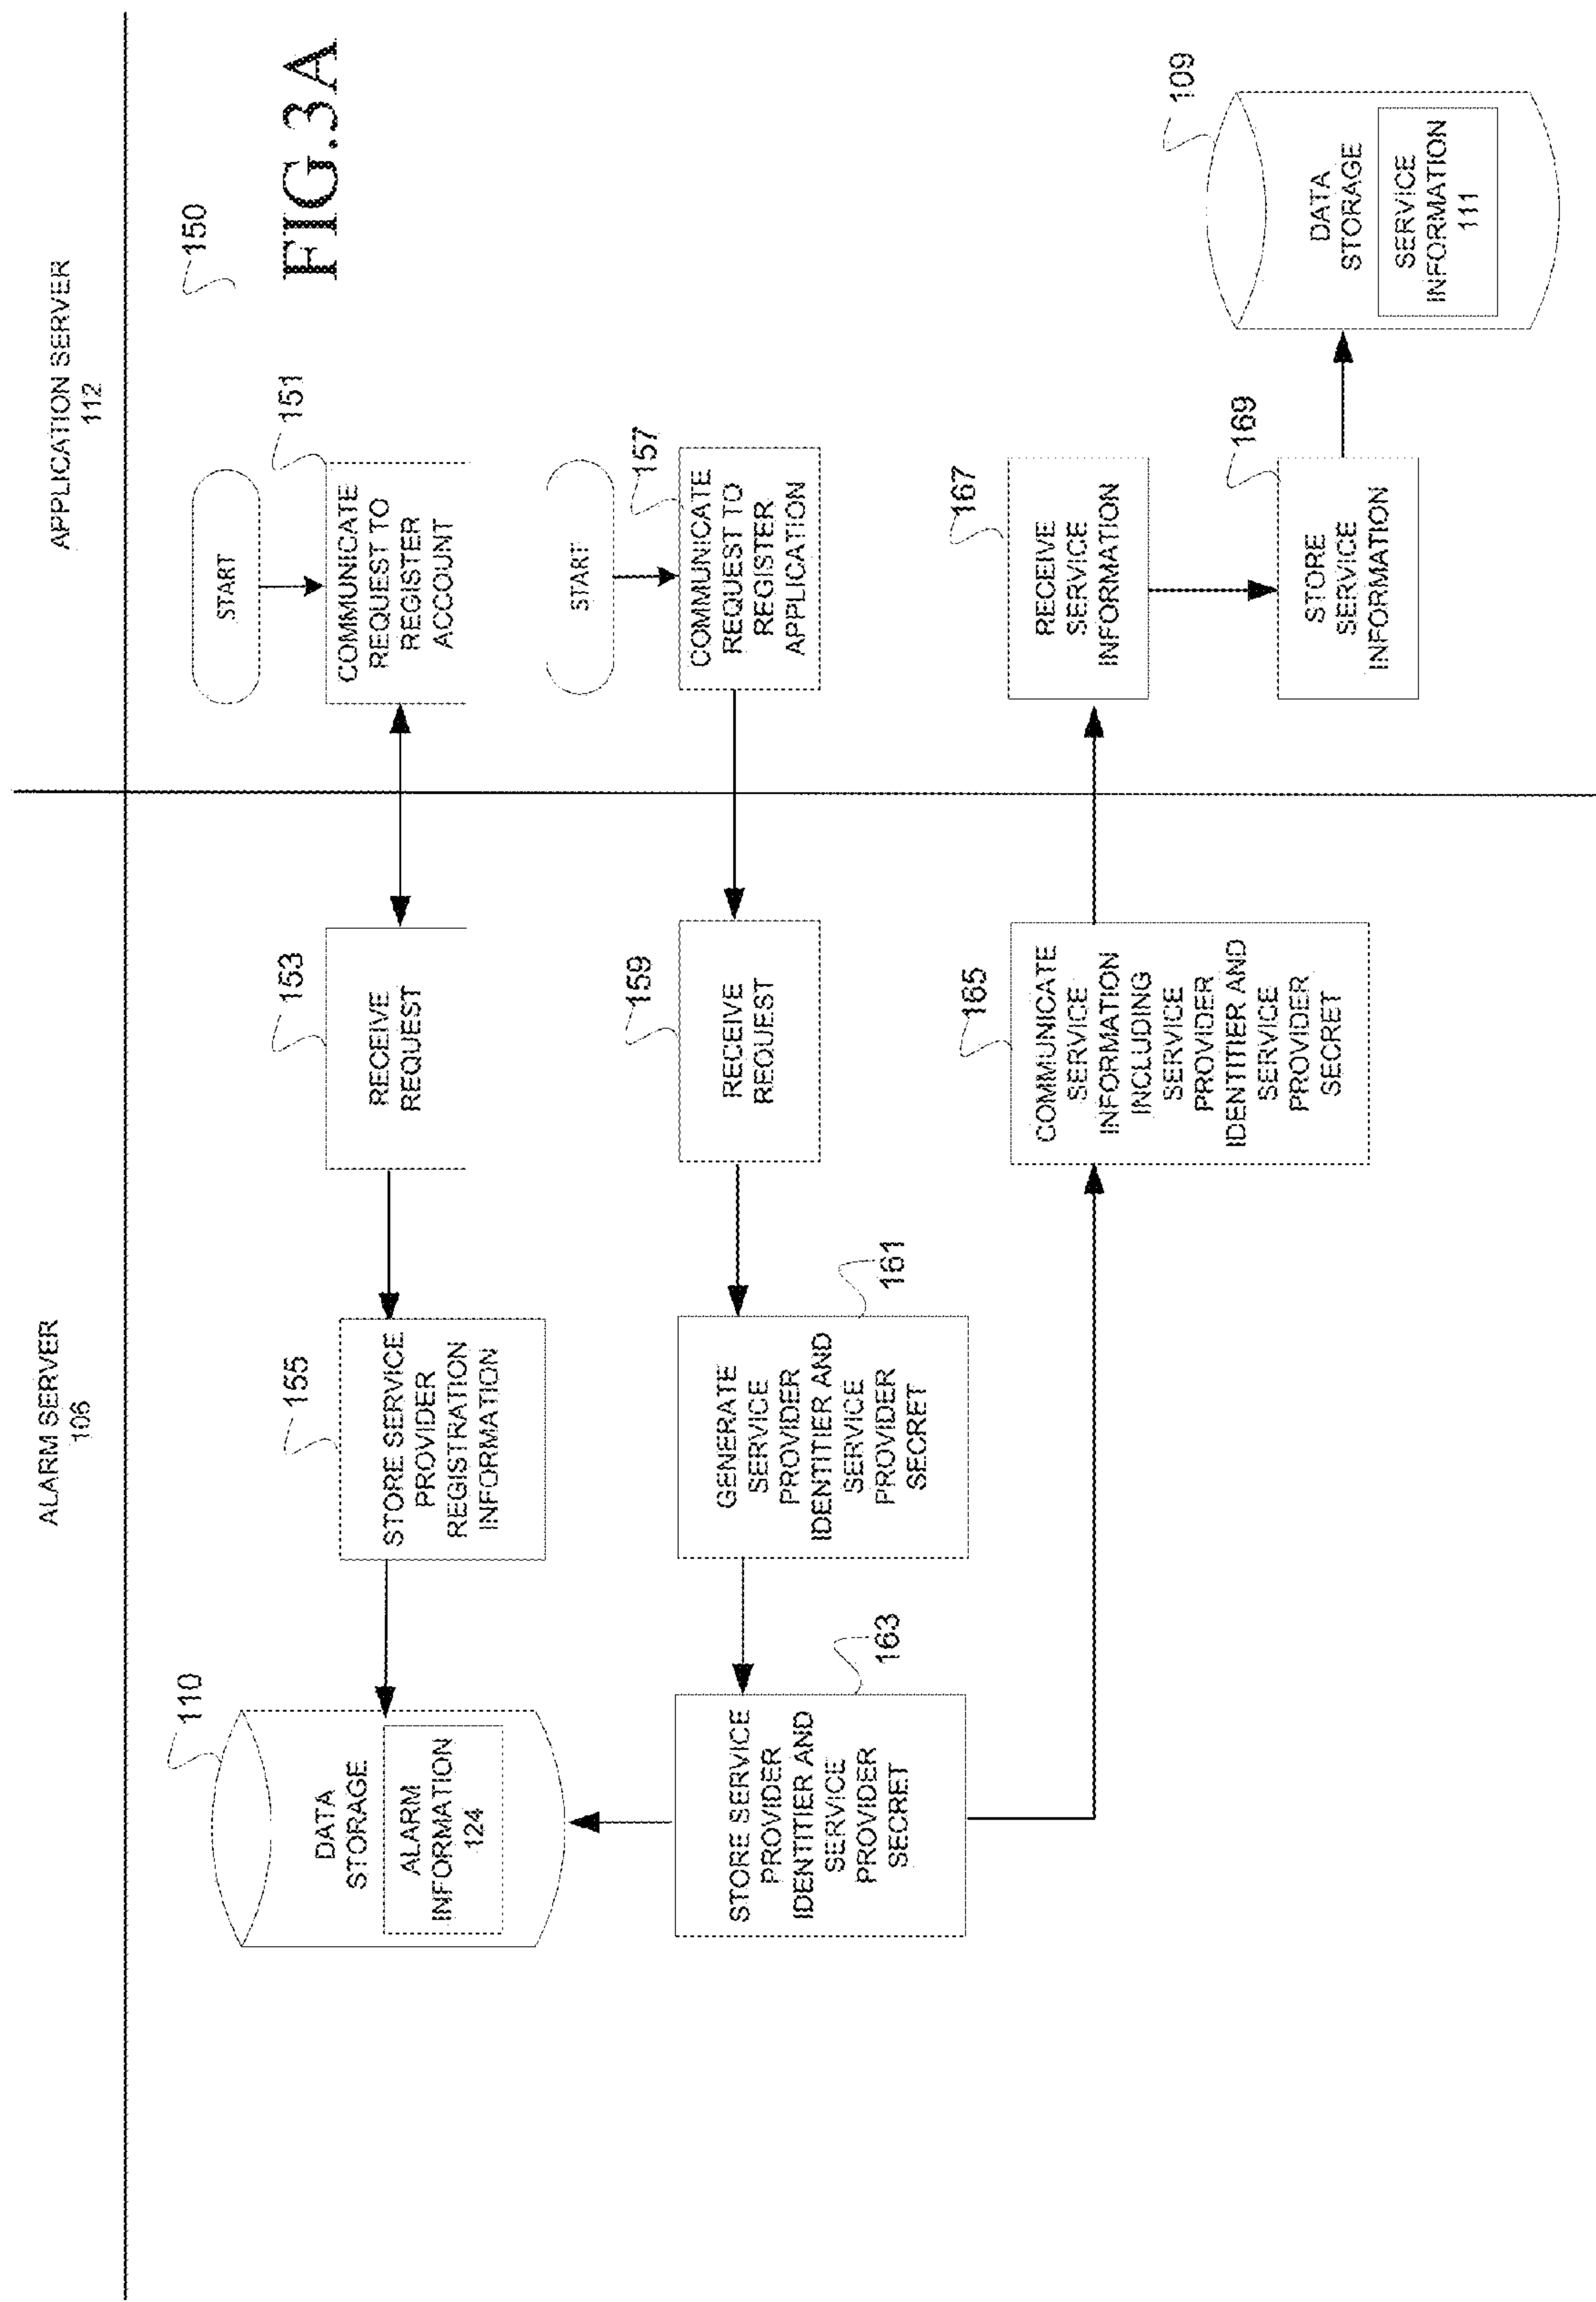 ALARM SERVER
106
APPLICATION SERVER
112
150
FIG.3A
START
151
COMMUNICATE
REQUEST TO
REGISTER
ACCOUNT
153
RECEIVE
REQUEST
155
STORE SERVICE
PROVIDER
REGISTRATION
INFORMATION
110
DATA
STORAGE
ALARM
INFORMATION
124
START
157
COMMUNICATE
REQUEST TO
REGISTER
APPLICATION
159
RECEIVE
REQUEST
161
GENERATE
SERVICE
PROVIDER
IDENTITIER AND
SERVICE
PROVIDER
SECRET
163
STORE SERVICE
PROVIDER
IDENTITIER AND
SERVICE
PROVIDER
SECRET
165
COMMUNICATE
SERVICE
INFORMATION
INCLUDING
SERVICE
PROVIDER
IDENTITIER AND
SERVICE
PROVIDER
SECRET
167
RECEIVE
SERVICE
INFORMATION
169
STORE
SERVICE
INFORMATION
109
DATA
STORAGE
SERVICE
INFORMATION
111